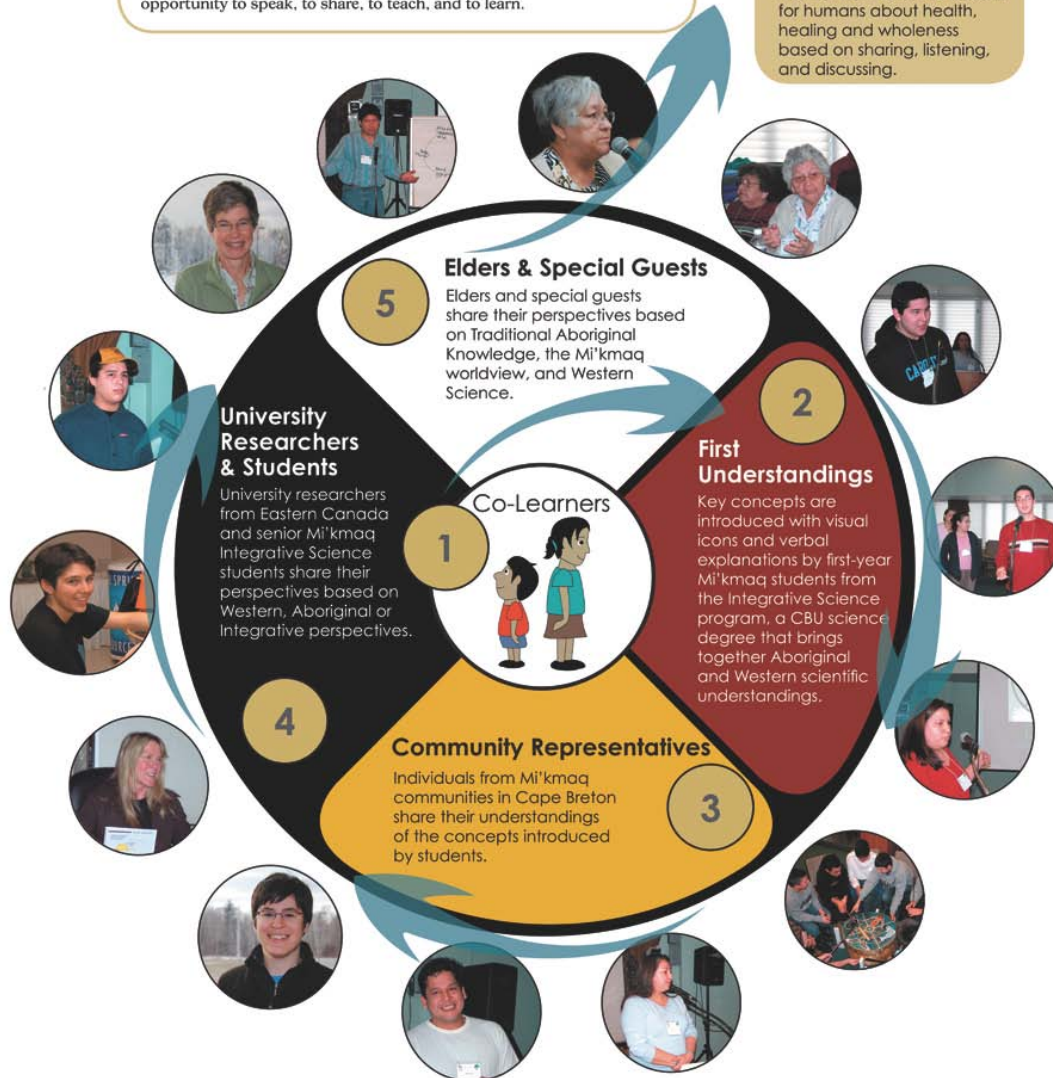 opportunity to speak, to share, to teach, and to learn.
for humans about health,
healing and wholeness
based on sharing, listening,
and discussing.
5
Elders & Special Guests
Elders and special guests
share their perspectives based
on Traditional Aboriginal
Knowledge, the Mi'kmaq
worldview, and Western
Science.
University
Researchers
& Students
University researchers
from Eastern Canada
and senior Mi'kmaq
Integrative Science
students share their
perspectives based on
Western, Aboriginal or
Integrative perspectives.
4
1
Co-Learners
2
First
Understandings
Key concepts are
introduced with visual
icons and verbal
explanations by first-year
Mi'kmaq students from
the Integrative Science
program, a CBU science
degree that brings
together Aboriginal
and Western scientific
understandings.
Community Representatives
Individuals from Mi'kmaq
communities in Cape Breton
share their understandings
of the concepts introduced
by students.
3